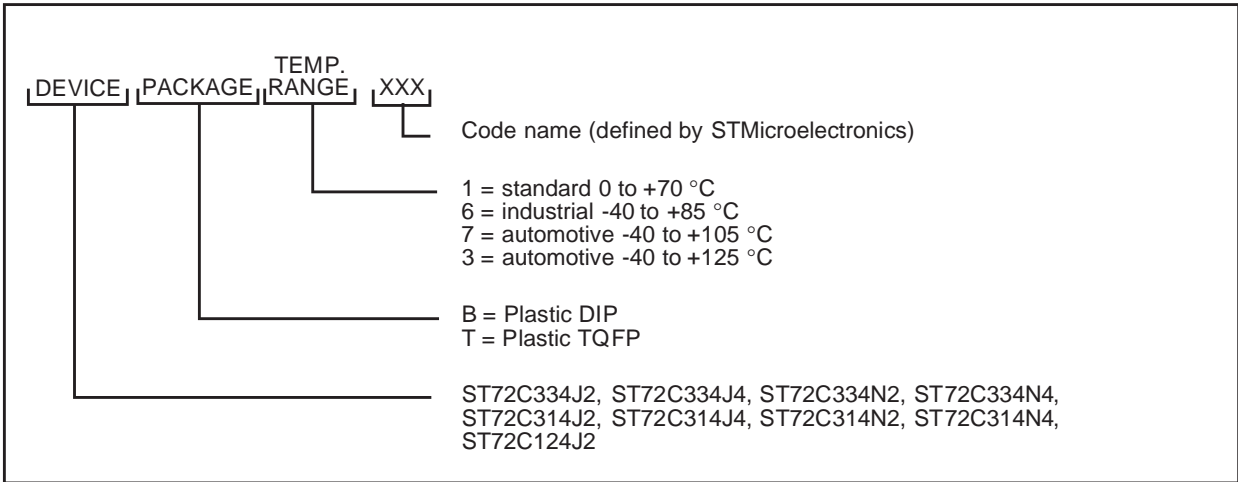 TEMP.
DEVICE PACKAGE RANGE XXX
Code name (defined by STMicroelectronics)
1 = standard 0 to +70 °C
6 = industrial -40 to +85 °C
7 = automotive -40 to +105 °C
3 = automotive -40 to +125 °C
B = Plastic DIP
T = Plastic TQFP
ST72C334J2, ST72C334J4, ST72C334N2, ST72C334N4,
ST72C314J2, ST72C314J4, ST72C314N2, ST72C314N4,
ST72C124J2